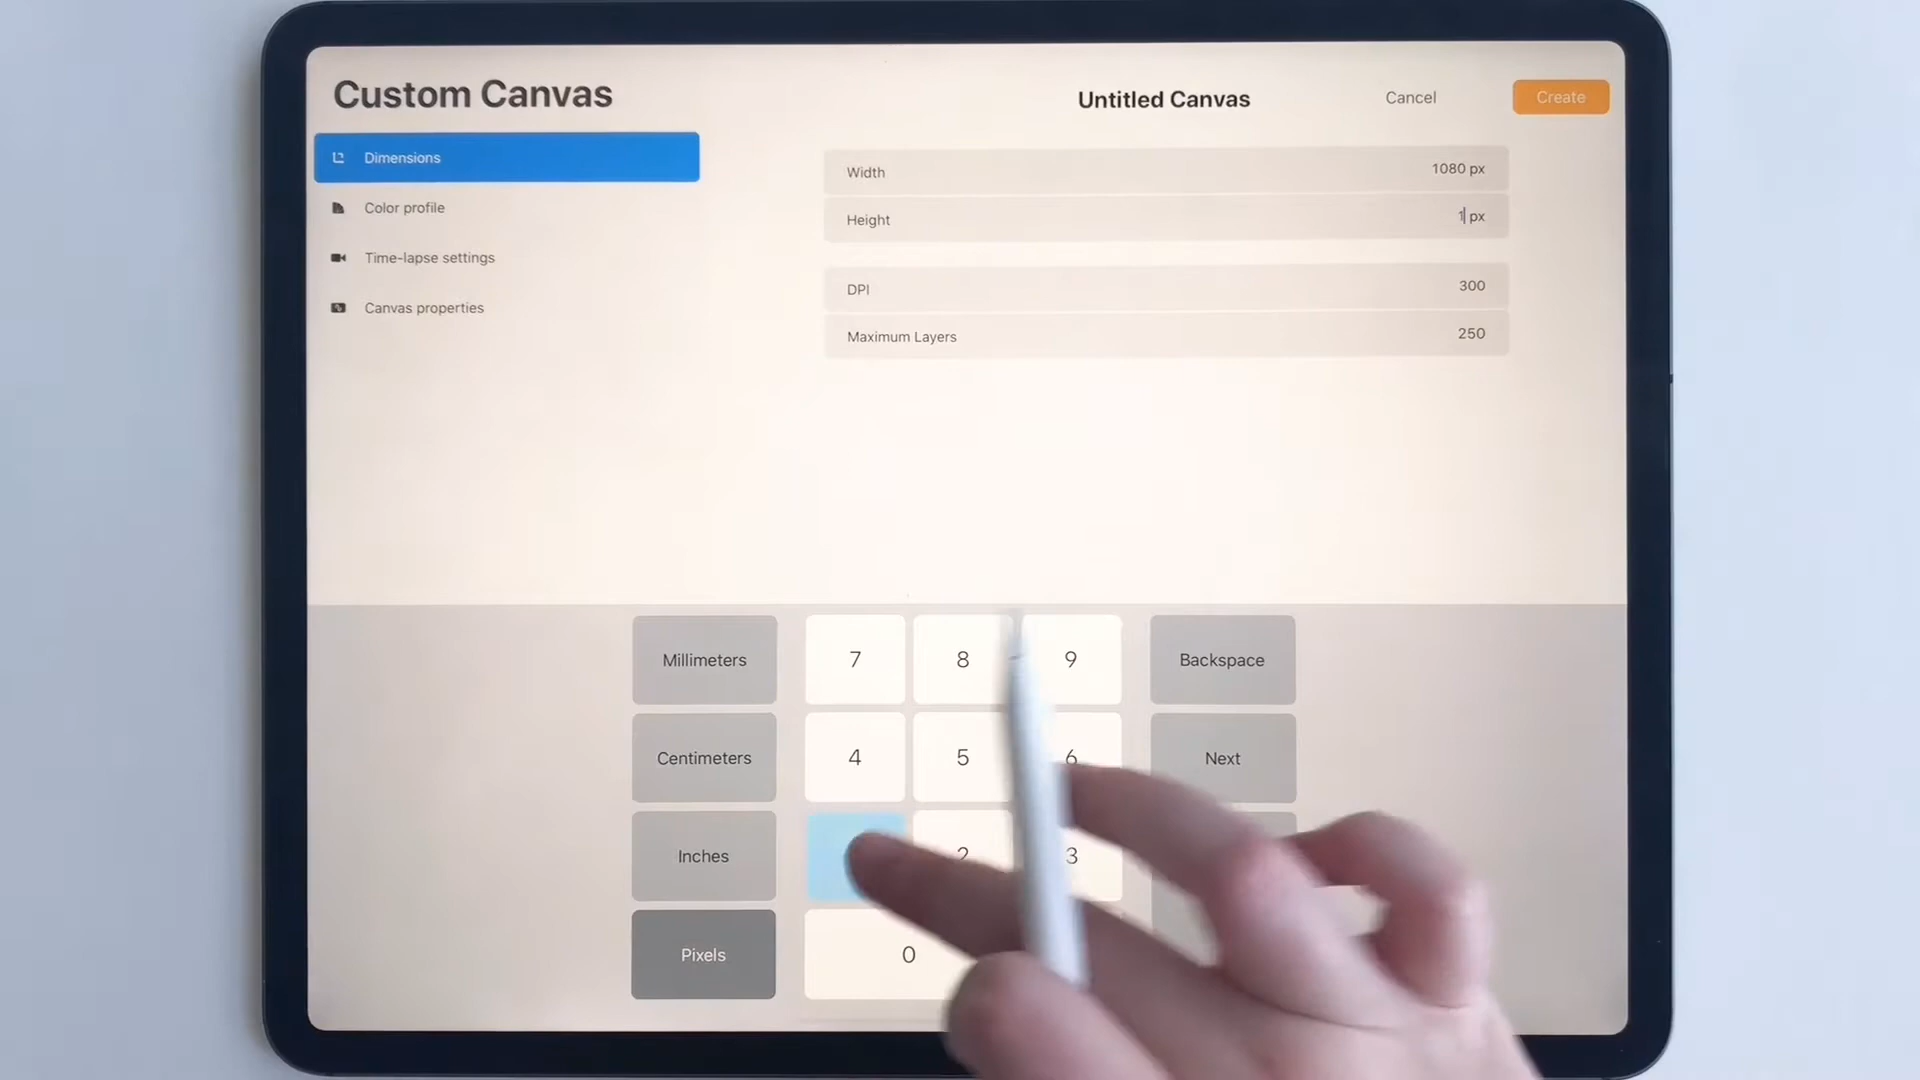 Custom Canvas
Untitled Canvas
Cancel
Create
Dimensions
Color profile
Time-lapse settings
Canvas properties
Width
1080 px
Height
1 px
DPI
300
Maximum Layers
250
Millimeters
7
8
9
Backspace
Centimeters
4
5
6
Next
Inches
2
3
Pixels
0